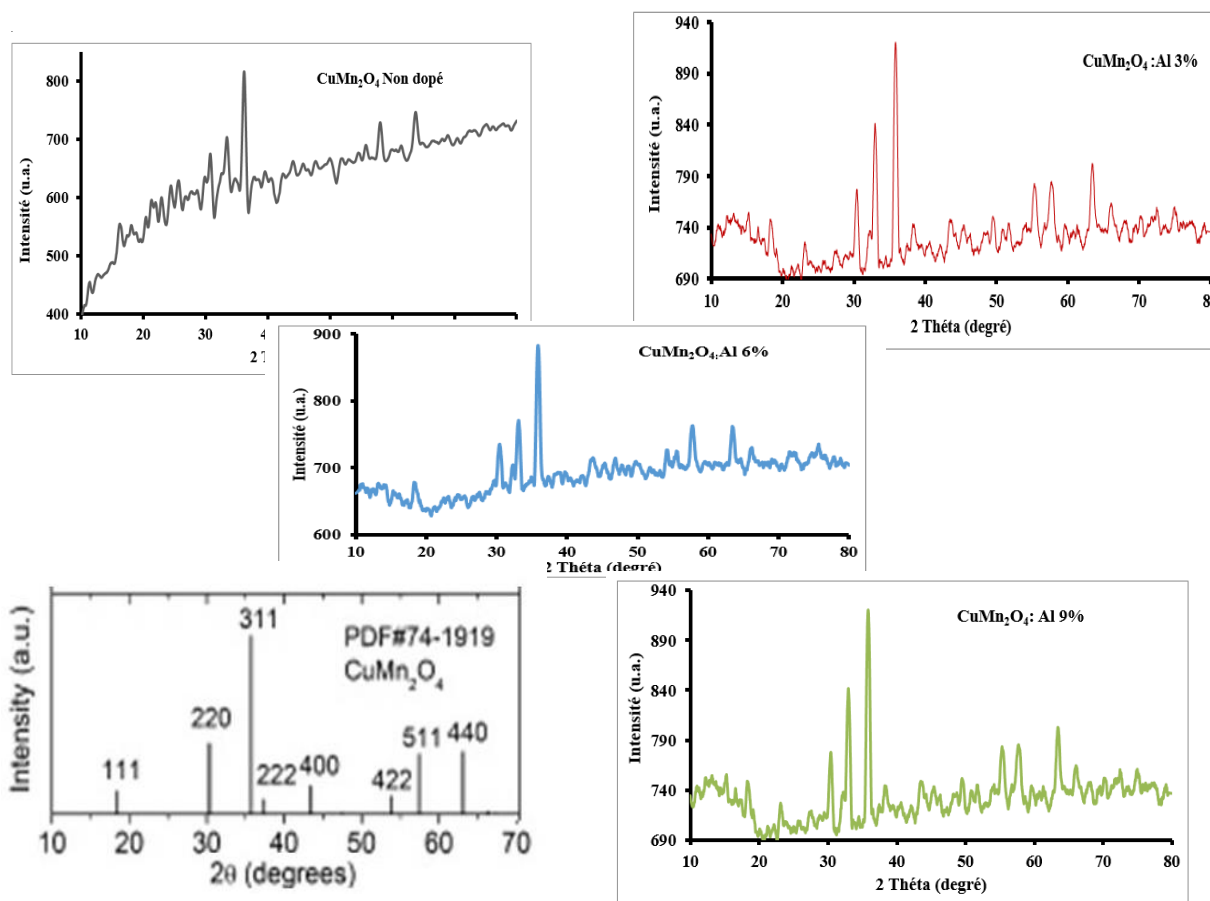 CuMn₂O₄ Non dopé
Intensité (u.a.)
800
700
600
500
400
10 20 30
CuMn₂O₄ :Al 3%
Intensité (u.a.)
940
890
840
790
740
690
10 20 30 40 50 60 70
2 Théta (degré)
CuMn₂O₄:Al 6%
Intensité (u.a.)
900
800
700
600
10 20 30 40 50 60 70 80
2 Théta (degré)
PDF#74-1919
CuMn₂O₄
Intensity (a.u.)
111 220 311 222 400 422 511 440
10 20 30 40 50 60 70
2θ (degrees)
CuMn₂O₄: Al 9%
Intensité (u.a.)
940
890
840
790
740
690
10 20 30 40 50 60 70 80
2 Théta (degré)